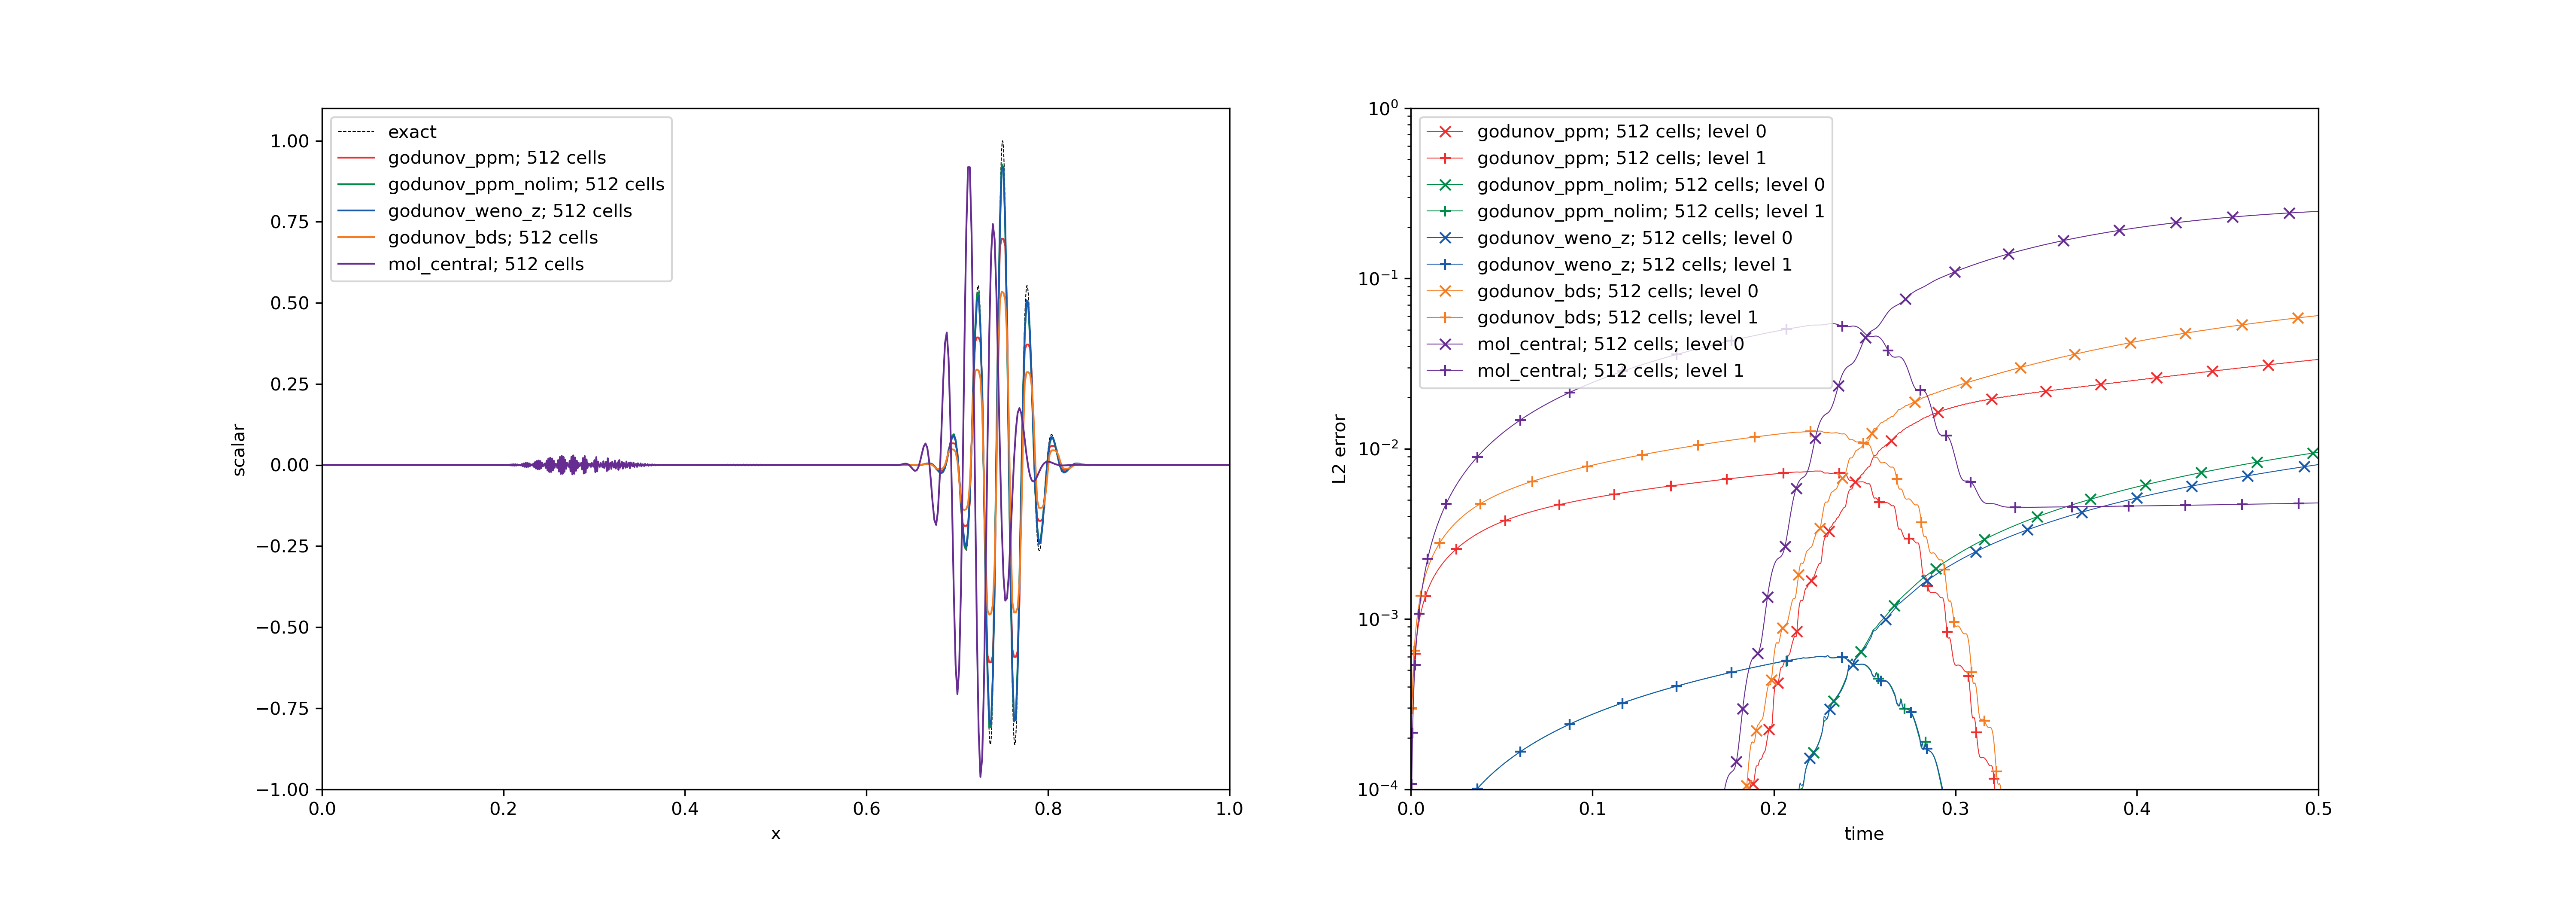 exact
godunov_ppm; 512 cells
godunov_ppm_nolim; 512 cells
godunov_weno_z; 512 cells
godunov_bds; 512 cells
mol_central; 512 cells
1.00
0.75
0.50
0.25
0.00
−0.25
−0.50
−0.75
−1.00
scalar
0.0 0.2 0.4 0.6 0.8 1.0
x
godunov_ppm; 512 cells; level 0
godunov_ppm; 512 cells; level 1
godunov_ppm_nolim; 512 cells; level 0
godunov_ppm_nolim; 512 cells; level 1
godunov_weno_z; 512 cells; level 0
godunov_weno_z; 512 cells; level 1
godunov_bds; 512 cells; level 0
godunov_bds; 512 cells; level 1
mol_central; 512 cells; level 0
mol_central; 512 cells; level 1
10⁰
10⁻¹
10⁻²
10⁻³
10⁻⁴
L2 error
0.0 0.1 0.2 0.3 0.4 0.5
time